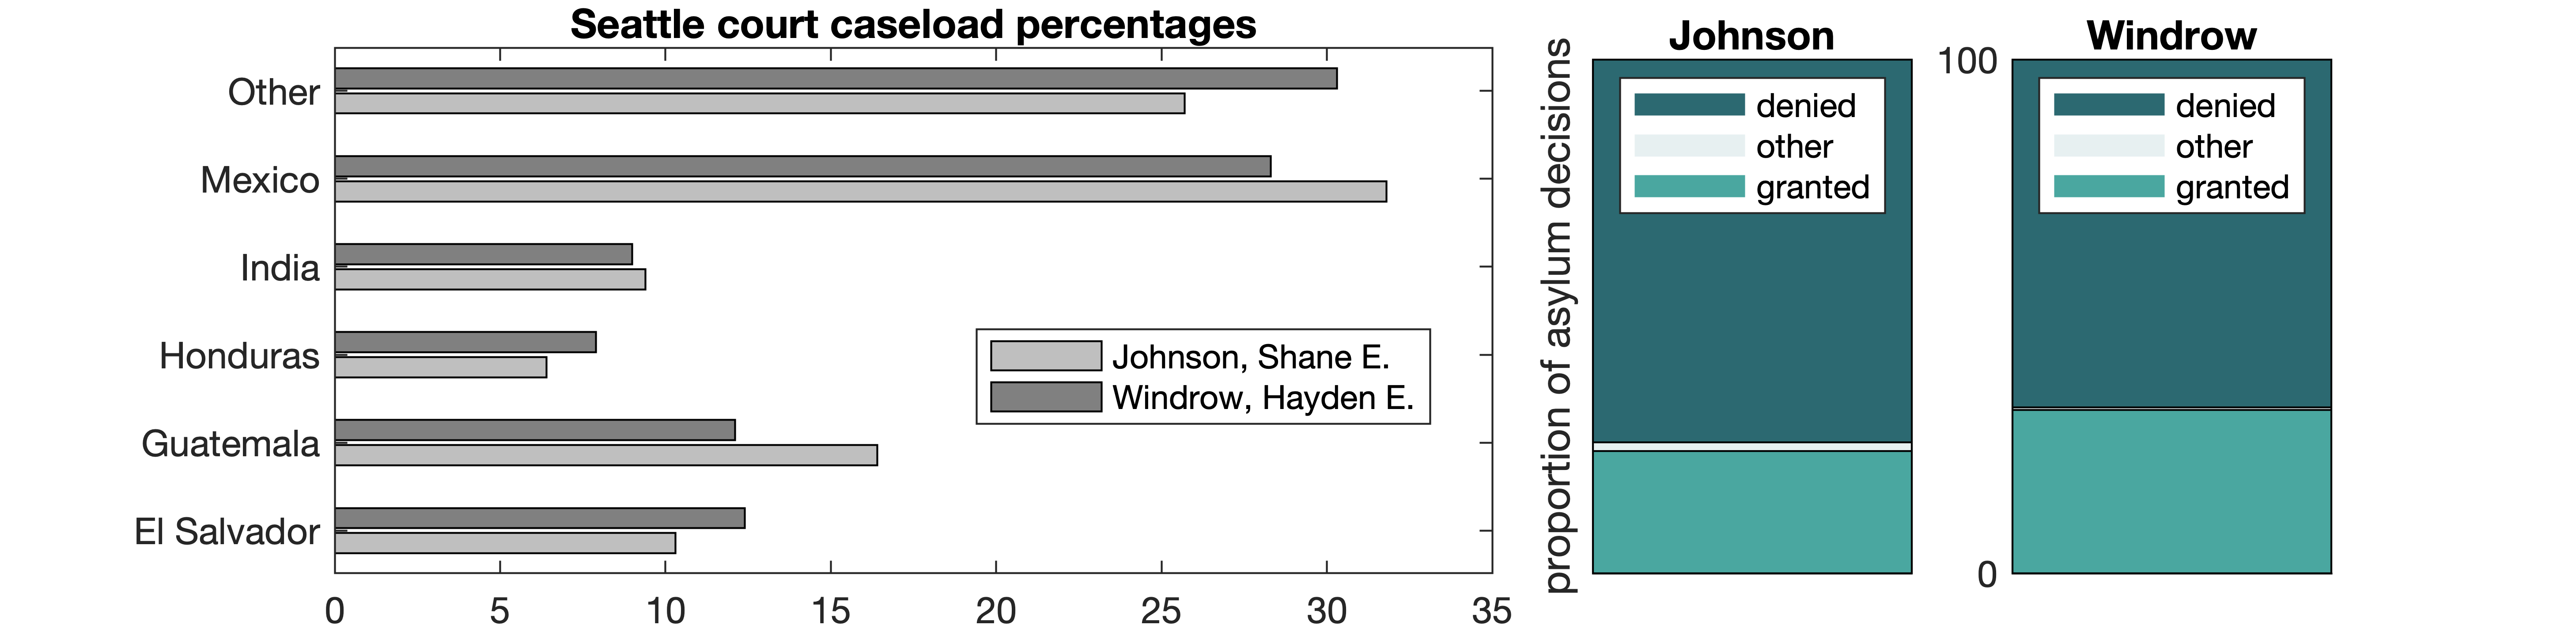 Seattle court caseload percentages
Other
Mexico
India
Honduras
Guatemala
El Salvador
0 5 10 15 20 25 30 35
Johnson, Shane E.
Windrow, Hayden E.
proportion of asylum decisions
Johnson
denied
other
granted
Windrow
100
0
denied
other
granted